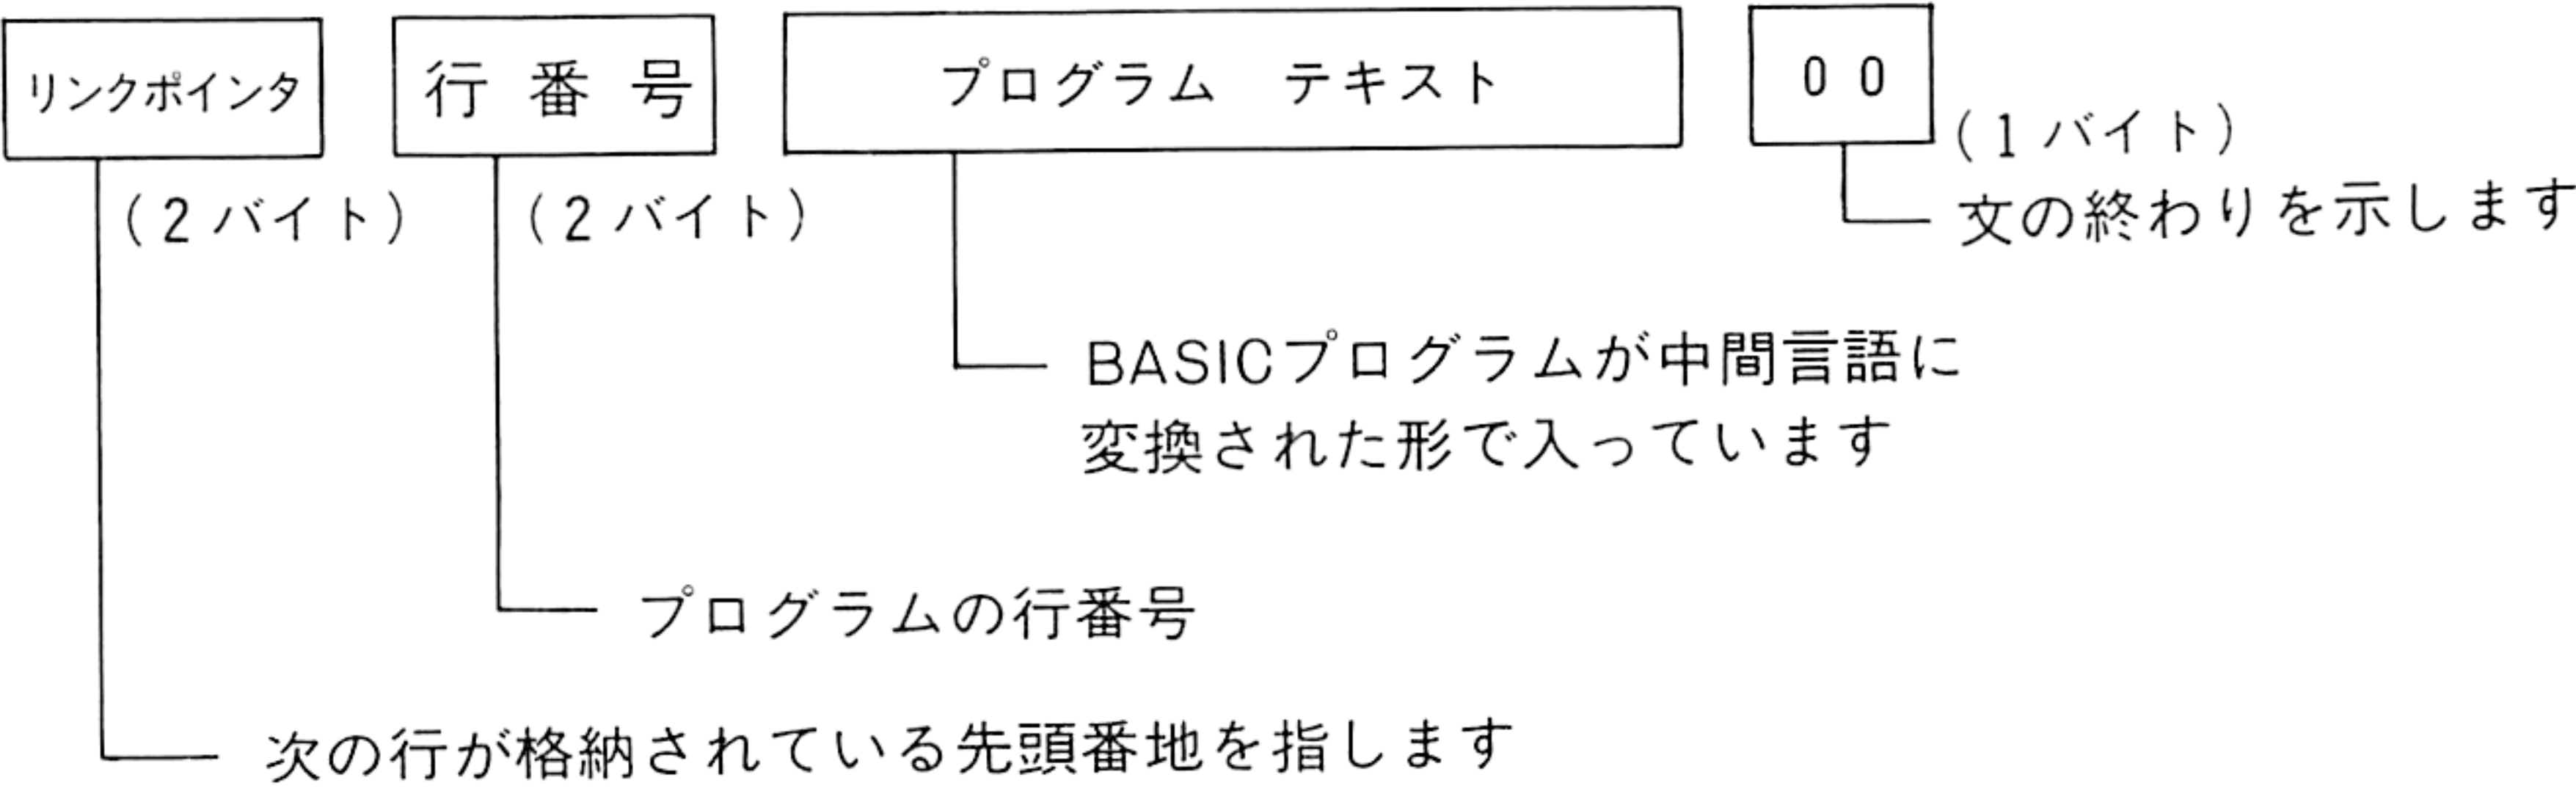 リンクポインタ
行番号
プログラム　テキスト
００
(１バイト)
(２バイト)
(２バイト)
文の終わりを示します
BASICプログラムが中間言語に
変換された形で入っています
プログラムの行番号
次の行が格納されている先頭番地を指します